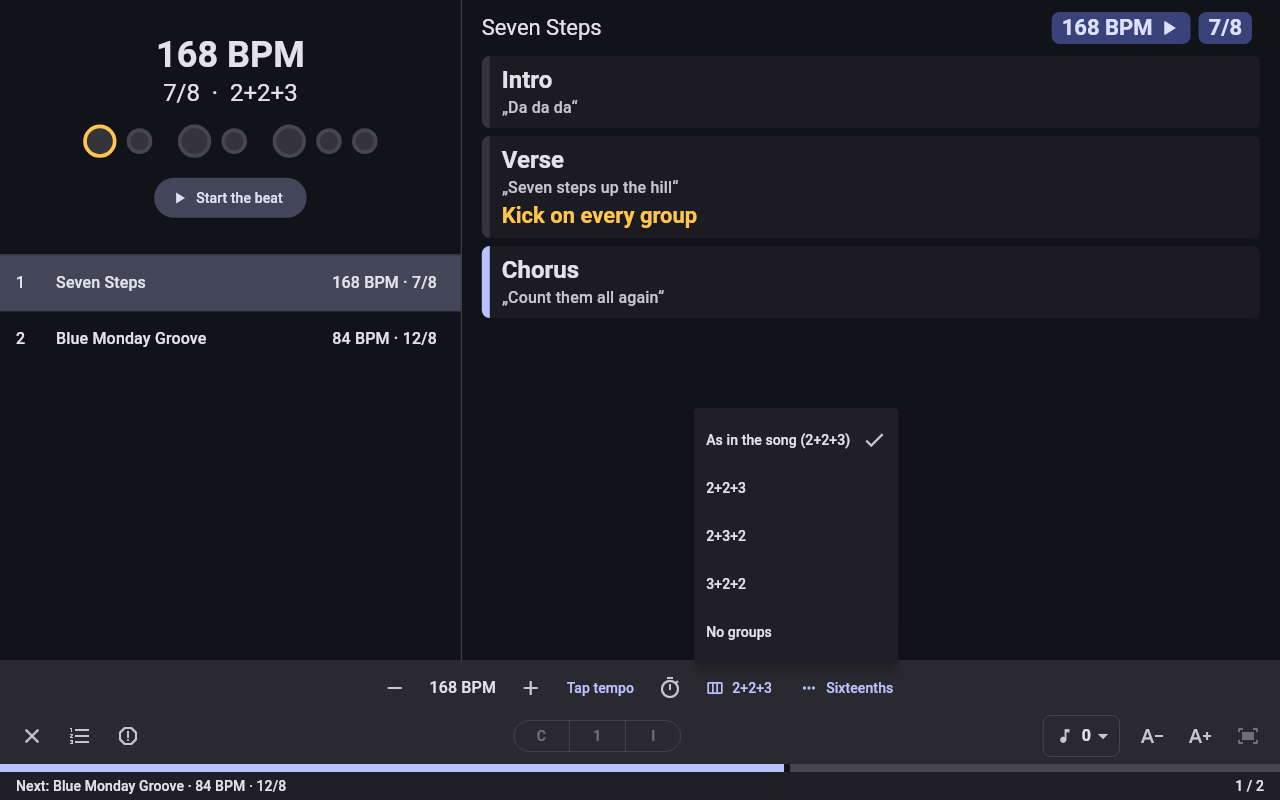 168 BPM
7/8 · 2+2+3
Start the beat
1 Seven Steps 168 BPM · 7/8
2 Blue Monday Groove 84 BPM · 12/8
Seven Steps 168 BPM 7/8
Intro
„Da da da“
Verse
„Seven steps up the hill“
Kick on every group
Chorus
„Count them all again“
As in the song (2+2+3)
2+2+3
2+3+2
3+2+2
No groups
168 BPM Tap tempo 2+2+3 Sixteenths
C 1 I 0 A− A+
Next: Blue Monday Groove · 84 BPM · 12/8 1 / 2